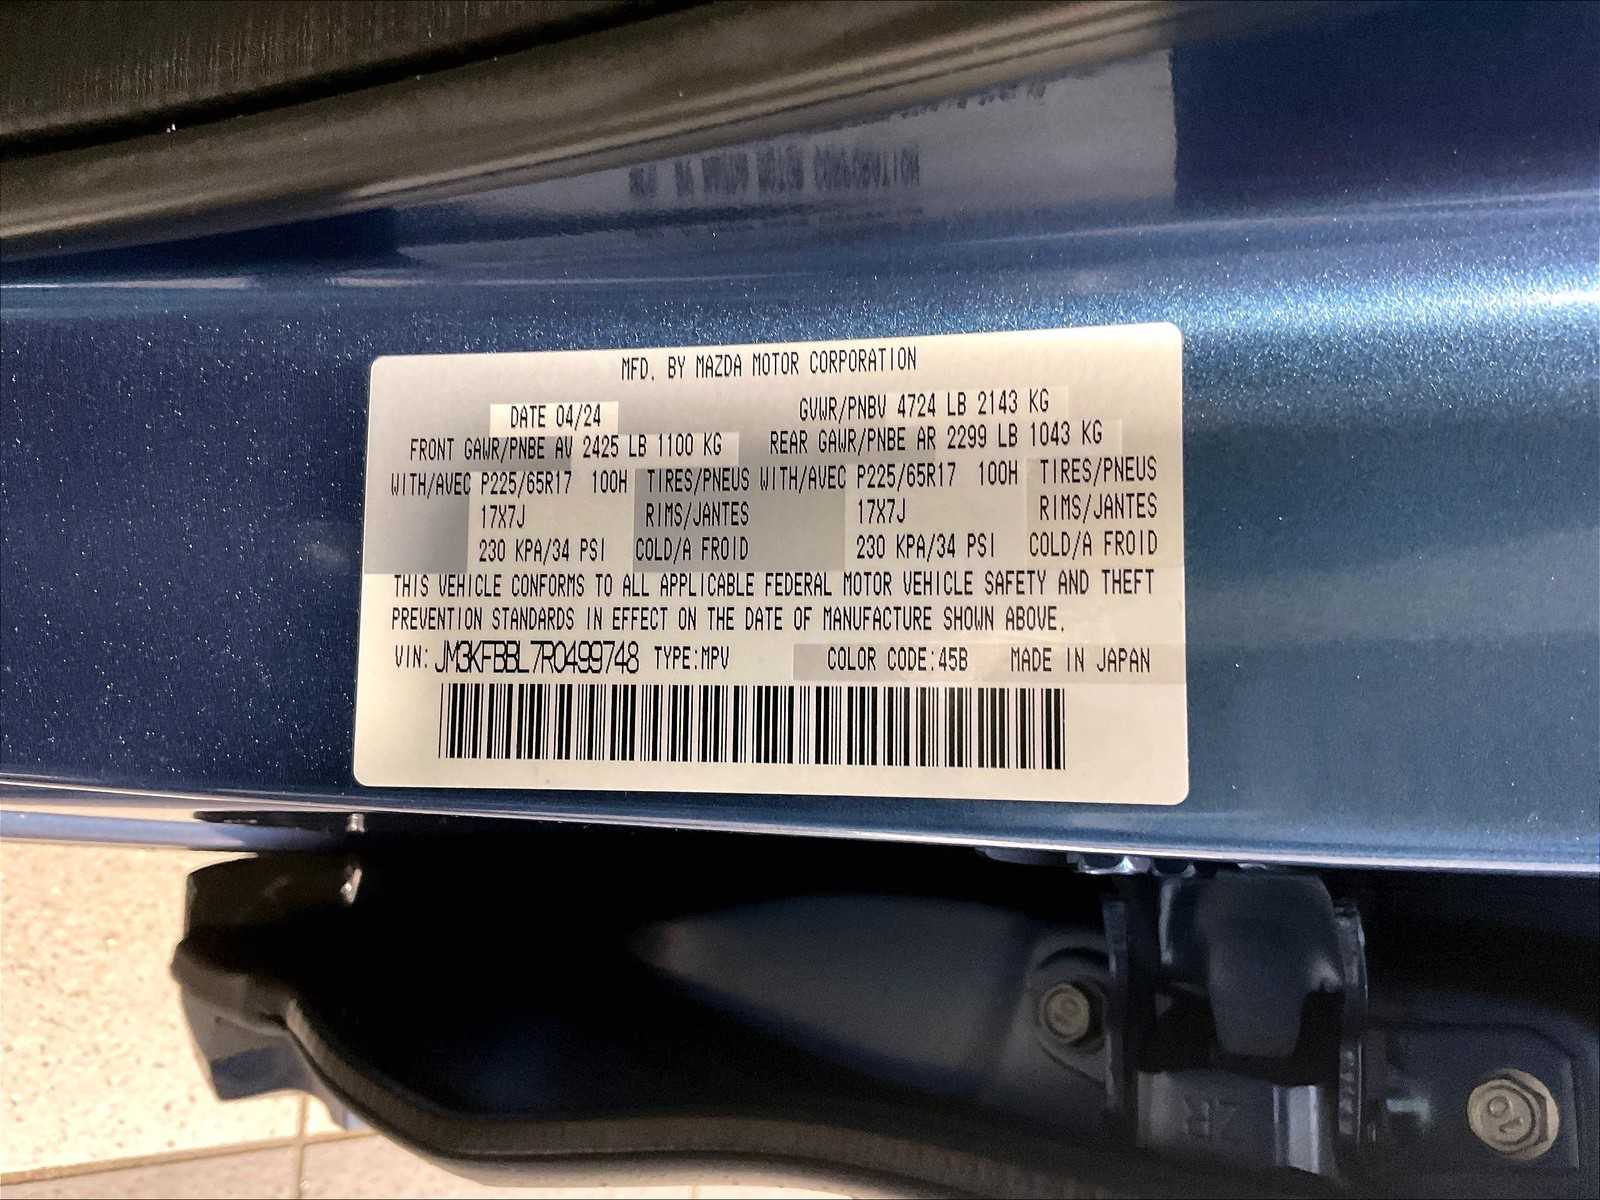 MFD. BY MAZDA MOTOR CORPORATION
DATE 04/24 GVWR/PNBV 4724 LB 2143 KG
FRONT GAWR/PNBE AV 2425 LB 1100 KG REAR GAWR/PNBE AR 2299 LB 1043 KG
WITH/AVEC P225/65R17 100H TIRES/PNEUS WITH/AVEC P225/65R17 100H TIRES/PNEUS
17X7J RIMS/JANTES 17X7J RIMS/JANTES
230 KPA/34 PSI COLD/A FROID 230 KPA/34 PSI COLD/A FROID
THIS VEHICLE CONFORMS TO ALL APPLICABLE FEDERAL MOTOR VEHICLE SAFETY AND THEFT
PREVENTION STANDARDS IN EFFECT ON THE DATE OF MANUFACTURE SHOWN ABOVE.
VIN: JM3KFBBL7R0499748 TYPE:MPV COLOR CODE:45B MADE IN JAPAN